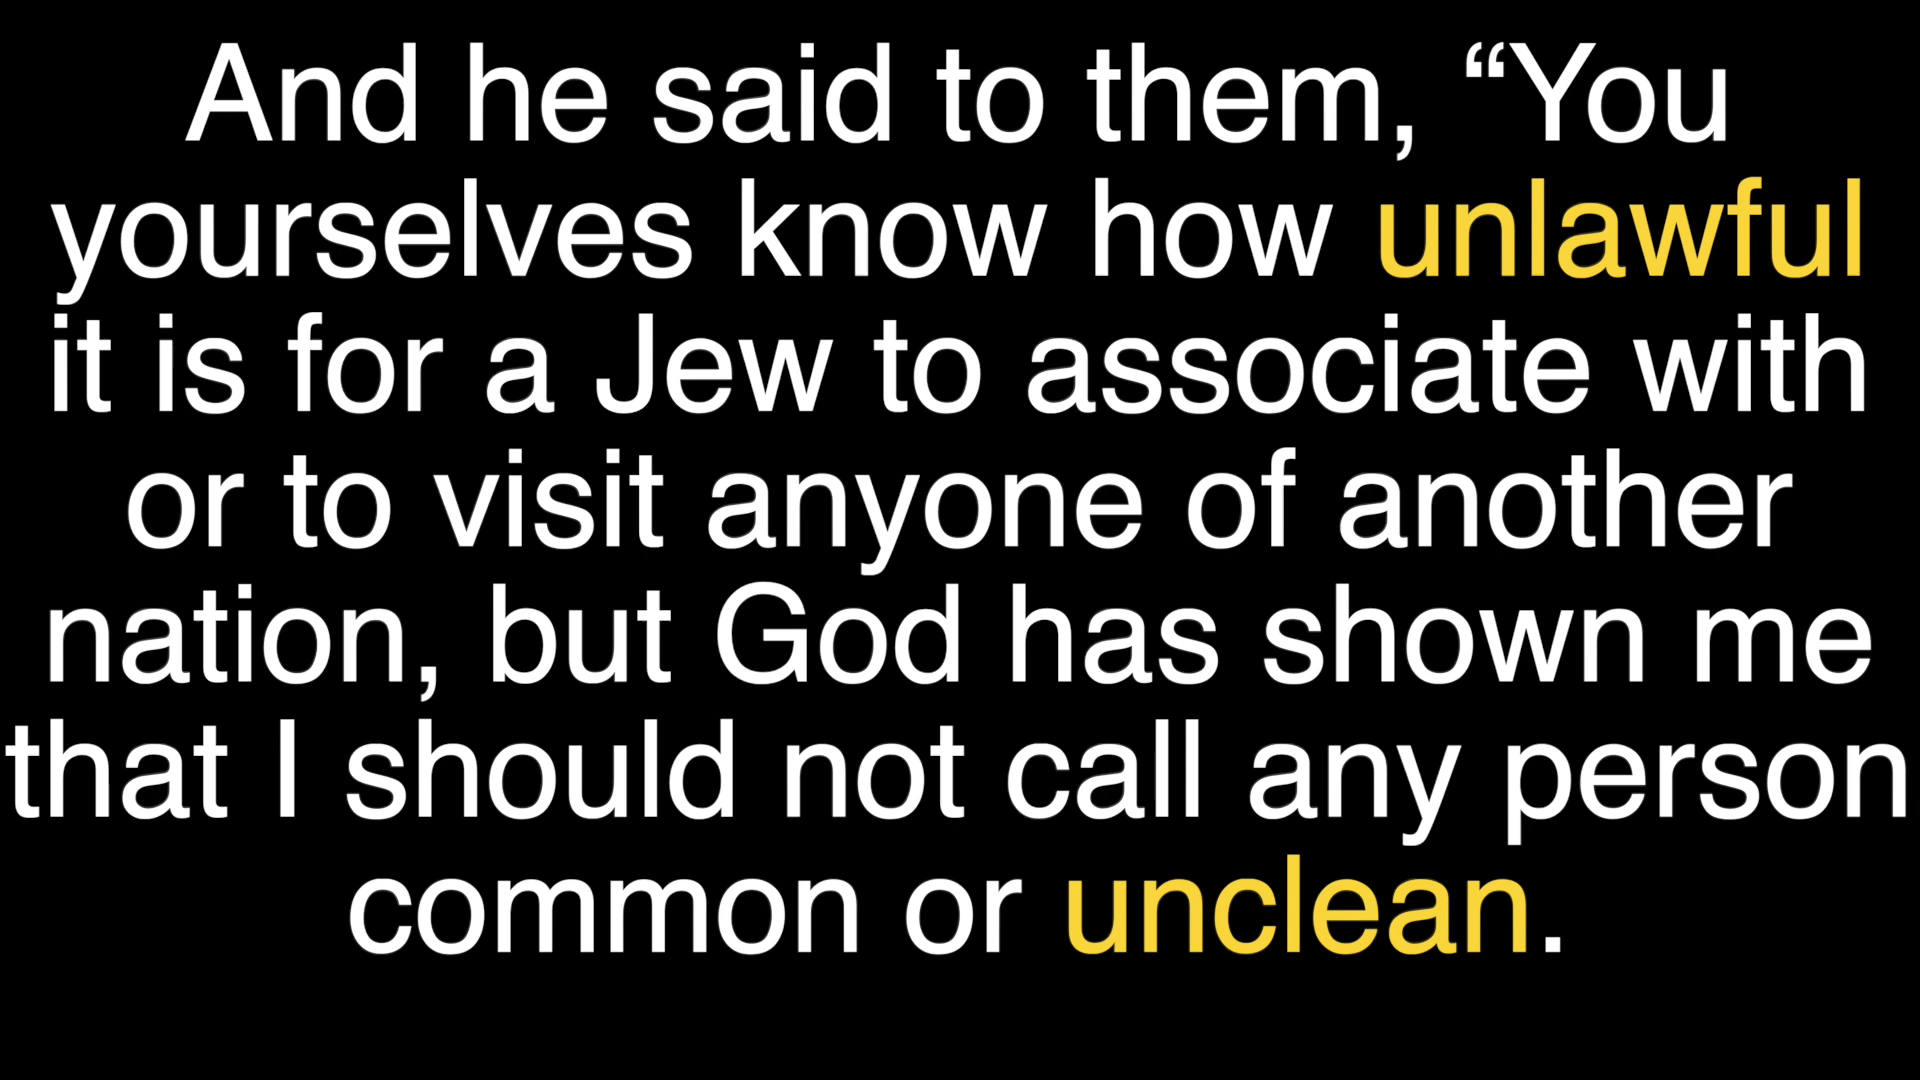 And he said to them, “You
yourselves know how unlawful
it is for a Jew to associate with
or to visit anyone of another
nation, but God has shown me
that I should not call any person
common or unclean.